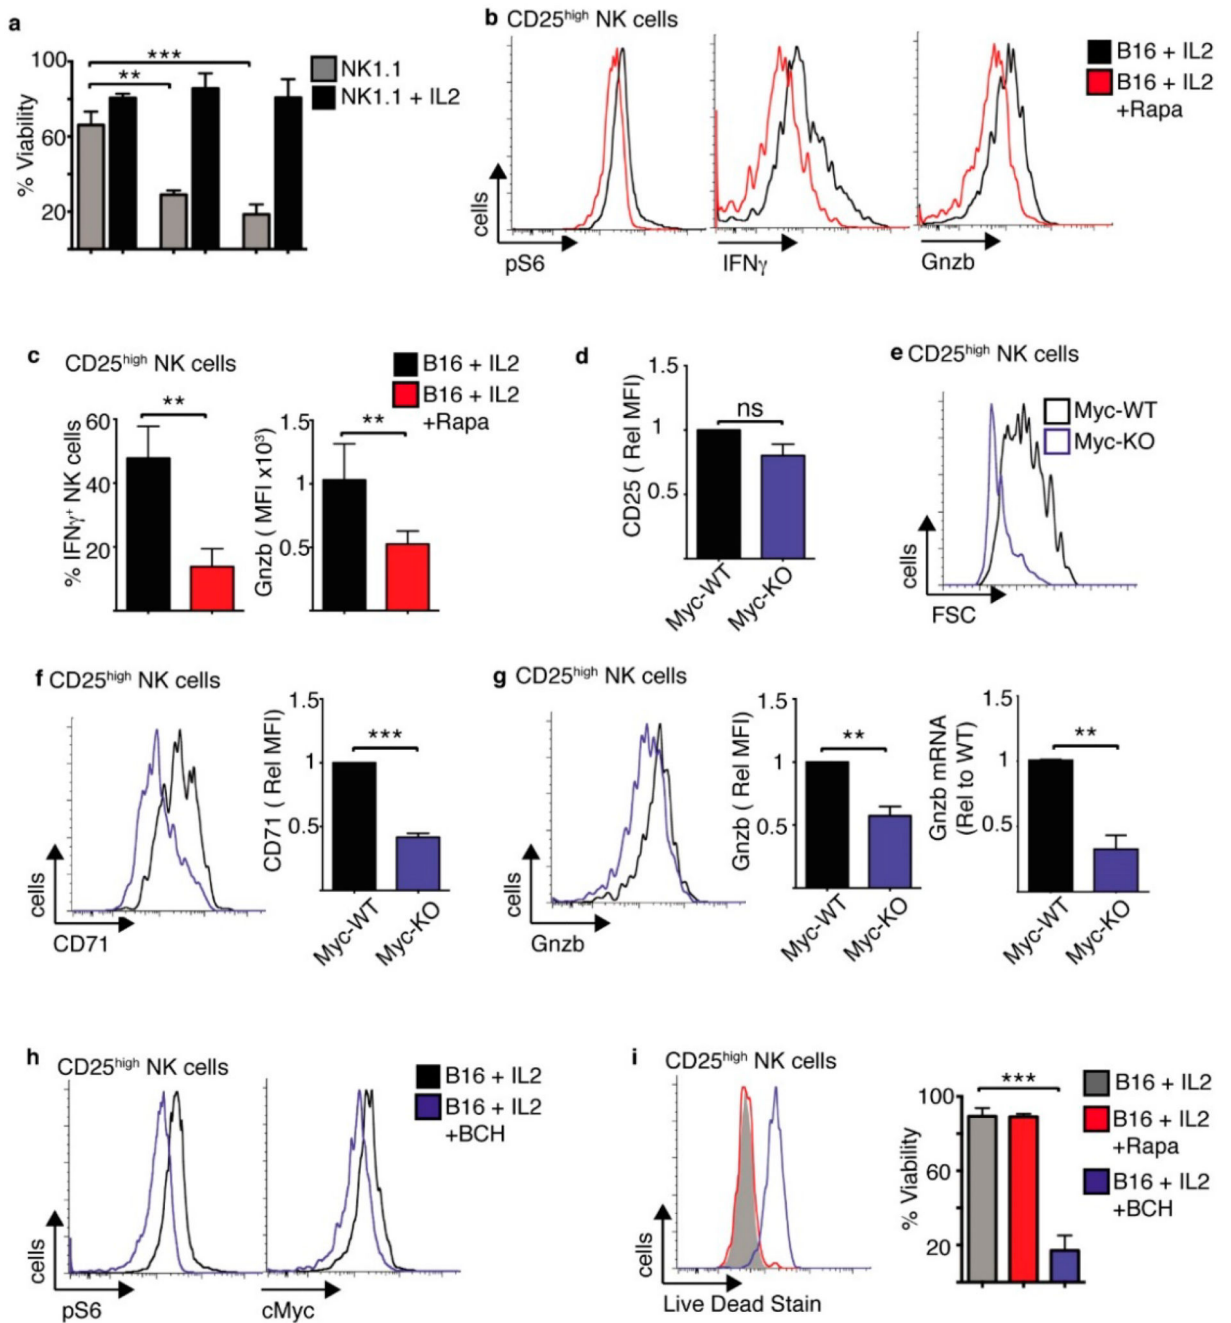 a
100
60
20
% Viability
**
***
NK1.1
NK1.1 + IL2
b CD25high NK cells
cells
pS6
IFNγ
Gnzb
B16 + IL2
B16 + IL2
+Rapa
c CD25high NK cells
B16 + IL2
B16 + IL2
+Rapa
% IFNγ+ NK cells
60
40
20
**
Gnzb ( MFI x10³)
1.5
1
0.5
**
d
CD25 ( Rel MFI)
1.5
1
0.5
ns
Myc-WT
Myc-KO
e CD25high NK cells
Myc-WT
Myc-KO
cells
FSC
f CD25high NK cells
cells
CD71
CD71 ( Rel MFI)
1.5
1
0.5
***
Myc-WT
Myc-KO
g CD25high NK cells
cells
Gnzb
Gnzb ( Rel MFI)
1.5
1
0.5
**
Myc-WT
Myc-KO
Gnzb mRNA
(Rel to WT)
1.5
1
0.5
**
Myc-WT
Myc-KO
h CD25high NK cells
cells
pS6
cMyc
B16 + IL2
B16 + IL2
+BCH
i CD25high NK cells
cells
Live Dead Stain
% Viability
100
60
20
***
B16 + IL2
B16 + IL2
+Rapa
B16 + IL2
+BCH